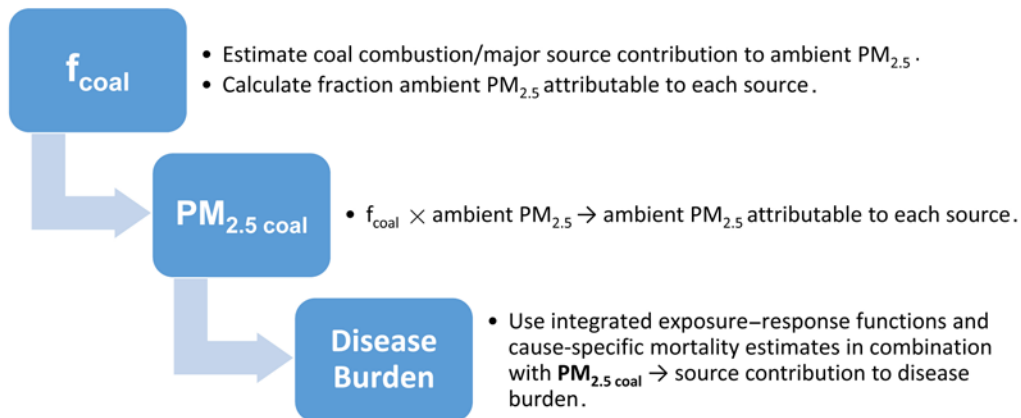 f_coal
• Estimate coal combustion/major source contribution to ambient PM₂.₅.
• Calculate fraction ambient PM₂.₅ attributable to each source.
PM₂.₅ coal
• f_coal × ambient PM₂.₅ → ambient PM₂.₅ attributable to each source.
Disease
Burden
• Use integrated exposure–response functions and
cause-specific mortality estimates in combination
with PM₂.₅ coal → source contribution to disease
burden.